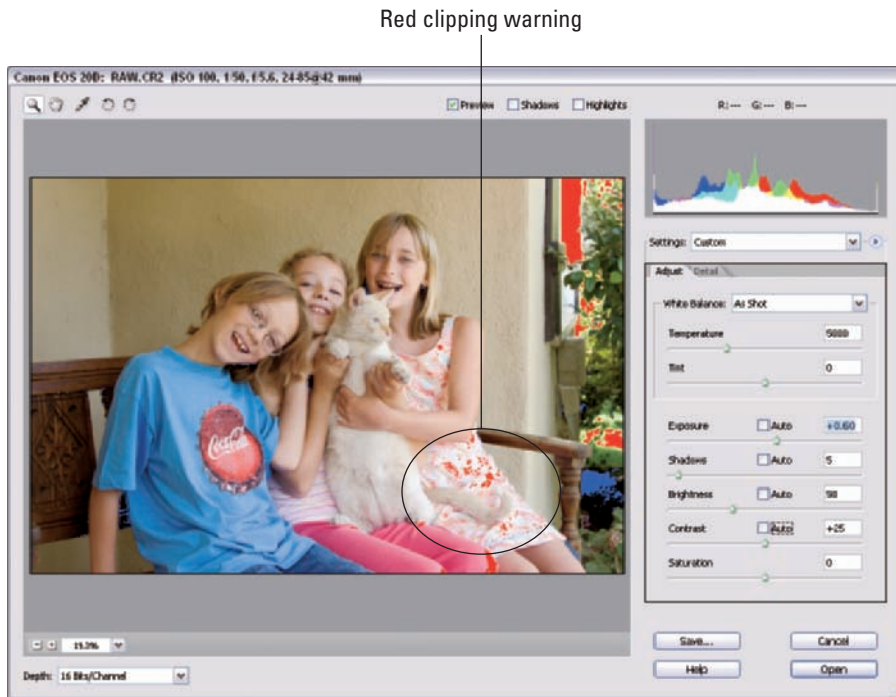 Red clipping warning
Canon EOS 20D: RAW.CR2 (ISO 100, 1/50, f/5.6, 24-85@42 mm)
Preview Shadows Highlights
R: --- G: --- B: ---
Settings: Custom
Adjust Detail
White Balance: As Shot
Temperature 5000
Tint 0
Exposure Auto +0.60
Shadows Auto 5
Brightness Auto 50
Contrast Auto +25
Saturation 0
Coca-Cola
19.3%
Save... Cancel
Depth: 16 Bits/Channel
Help Open